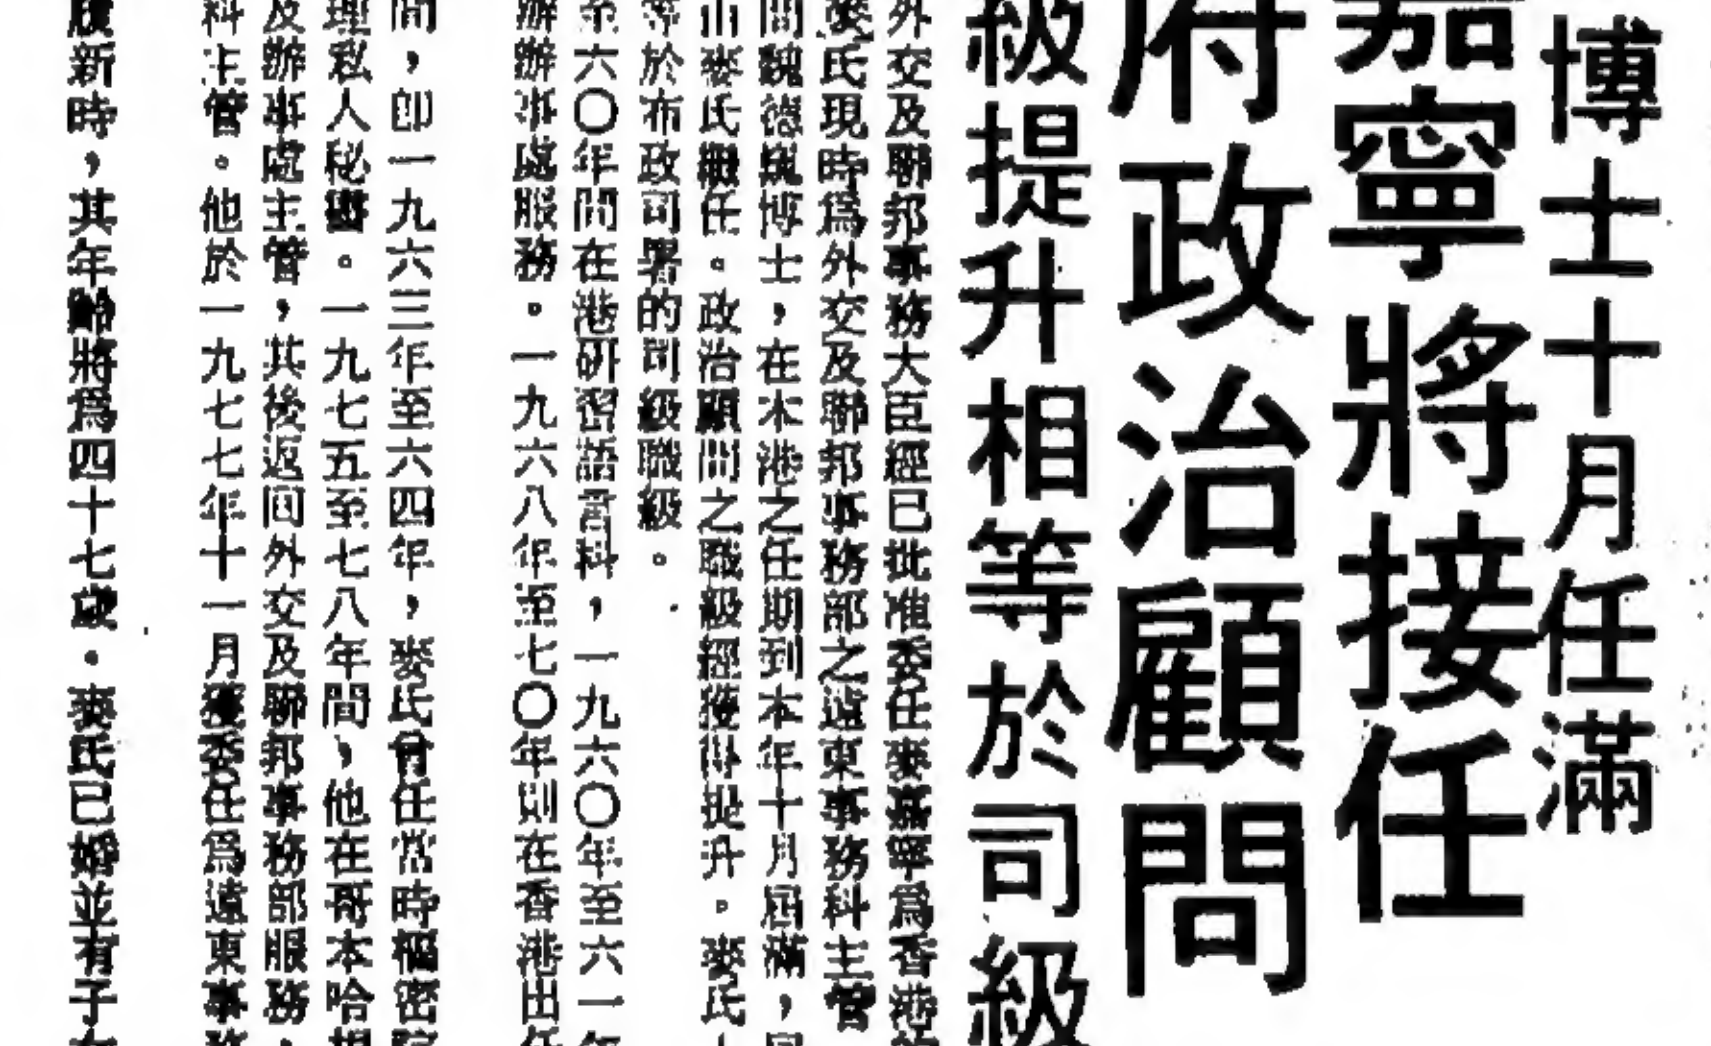 博士十月任滿
嘉寧將接任
府政治顧問
級提升相等於司級
外交及聯邦事務大臣經已批准委任麥嘉寧為香港
麥氏現時為外交及聯邦事務部之遠東事務科主管
問魏德巍博士，在本港之任期到本年十月屆滿，
由麥氏繼任。政治顧問之職級經獲得提升。麥氏
等於布政司署的司級職級。
至六〇年間在港研習語言科，一九六〇年至六一年
辦事處服務。一九六八年至七〇年則在香港出任
間，即一九六三年至六四年，麥氏曾任當時樞密院
理私人秘書。一九七五至七八年間，他在哥本哈根
及辦事處主管，其後返回外交及聯邦事務部服務，
科主管。他於一九七七年十一月獲委任為遠東事務
履新時，其年齡將為四十七歲。麥氏已婚並有子女